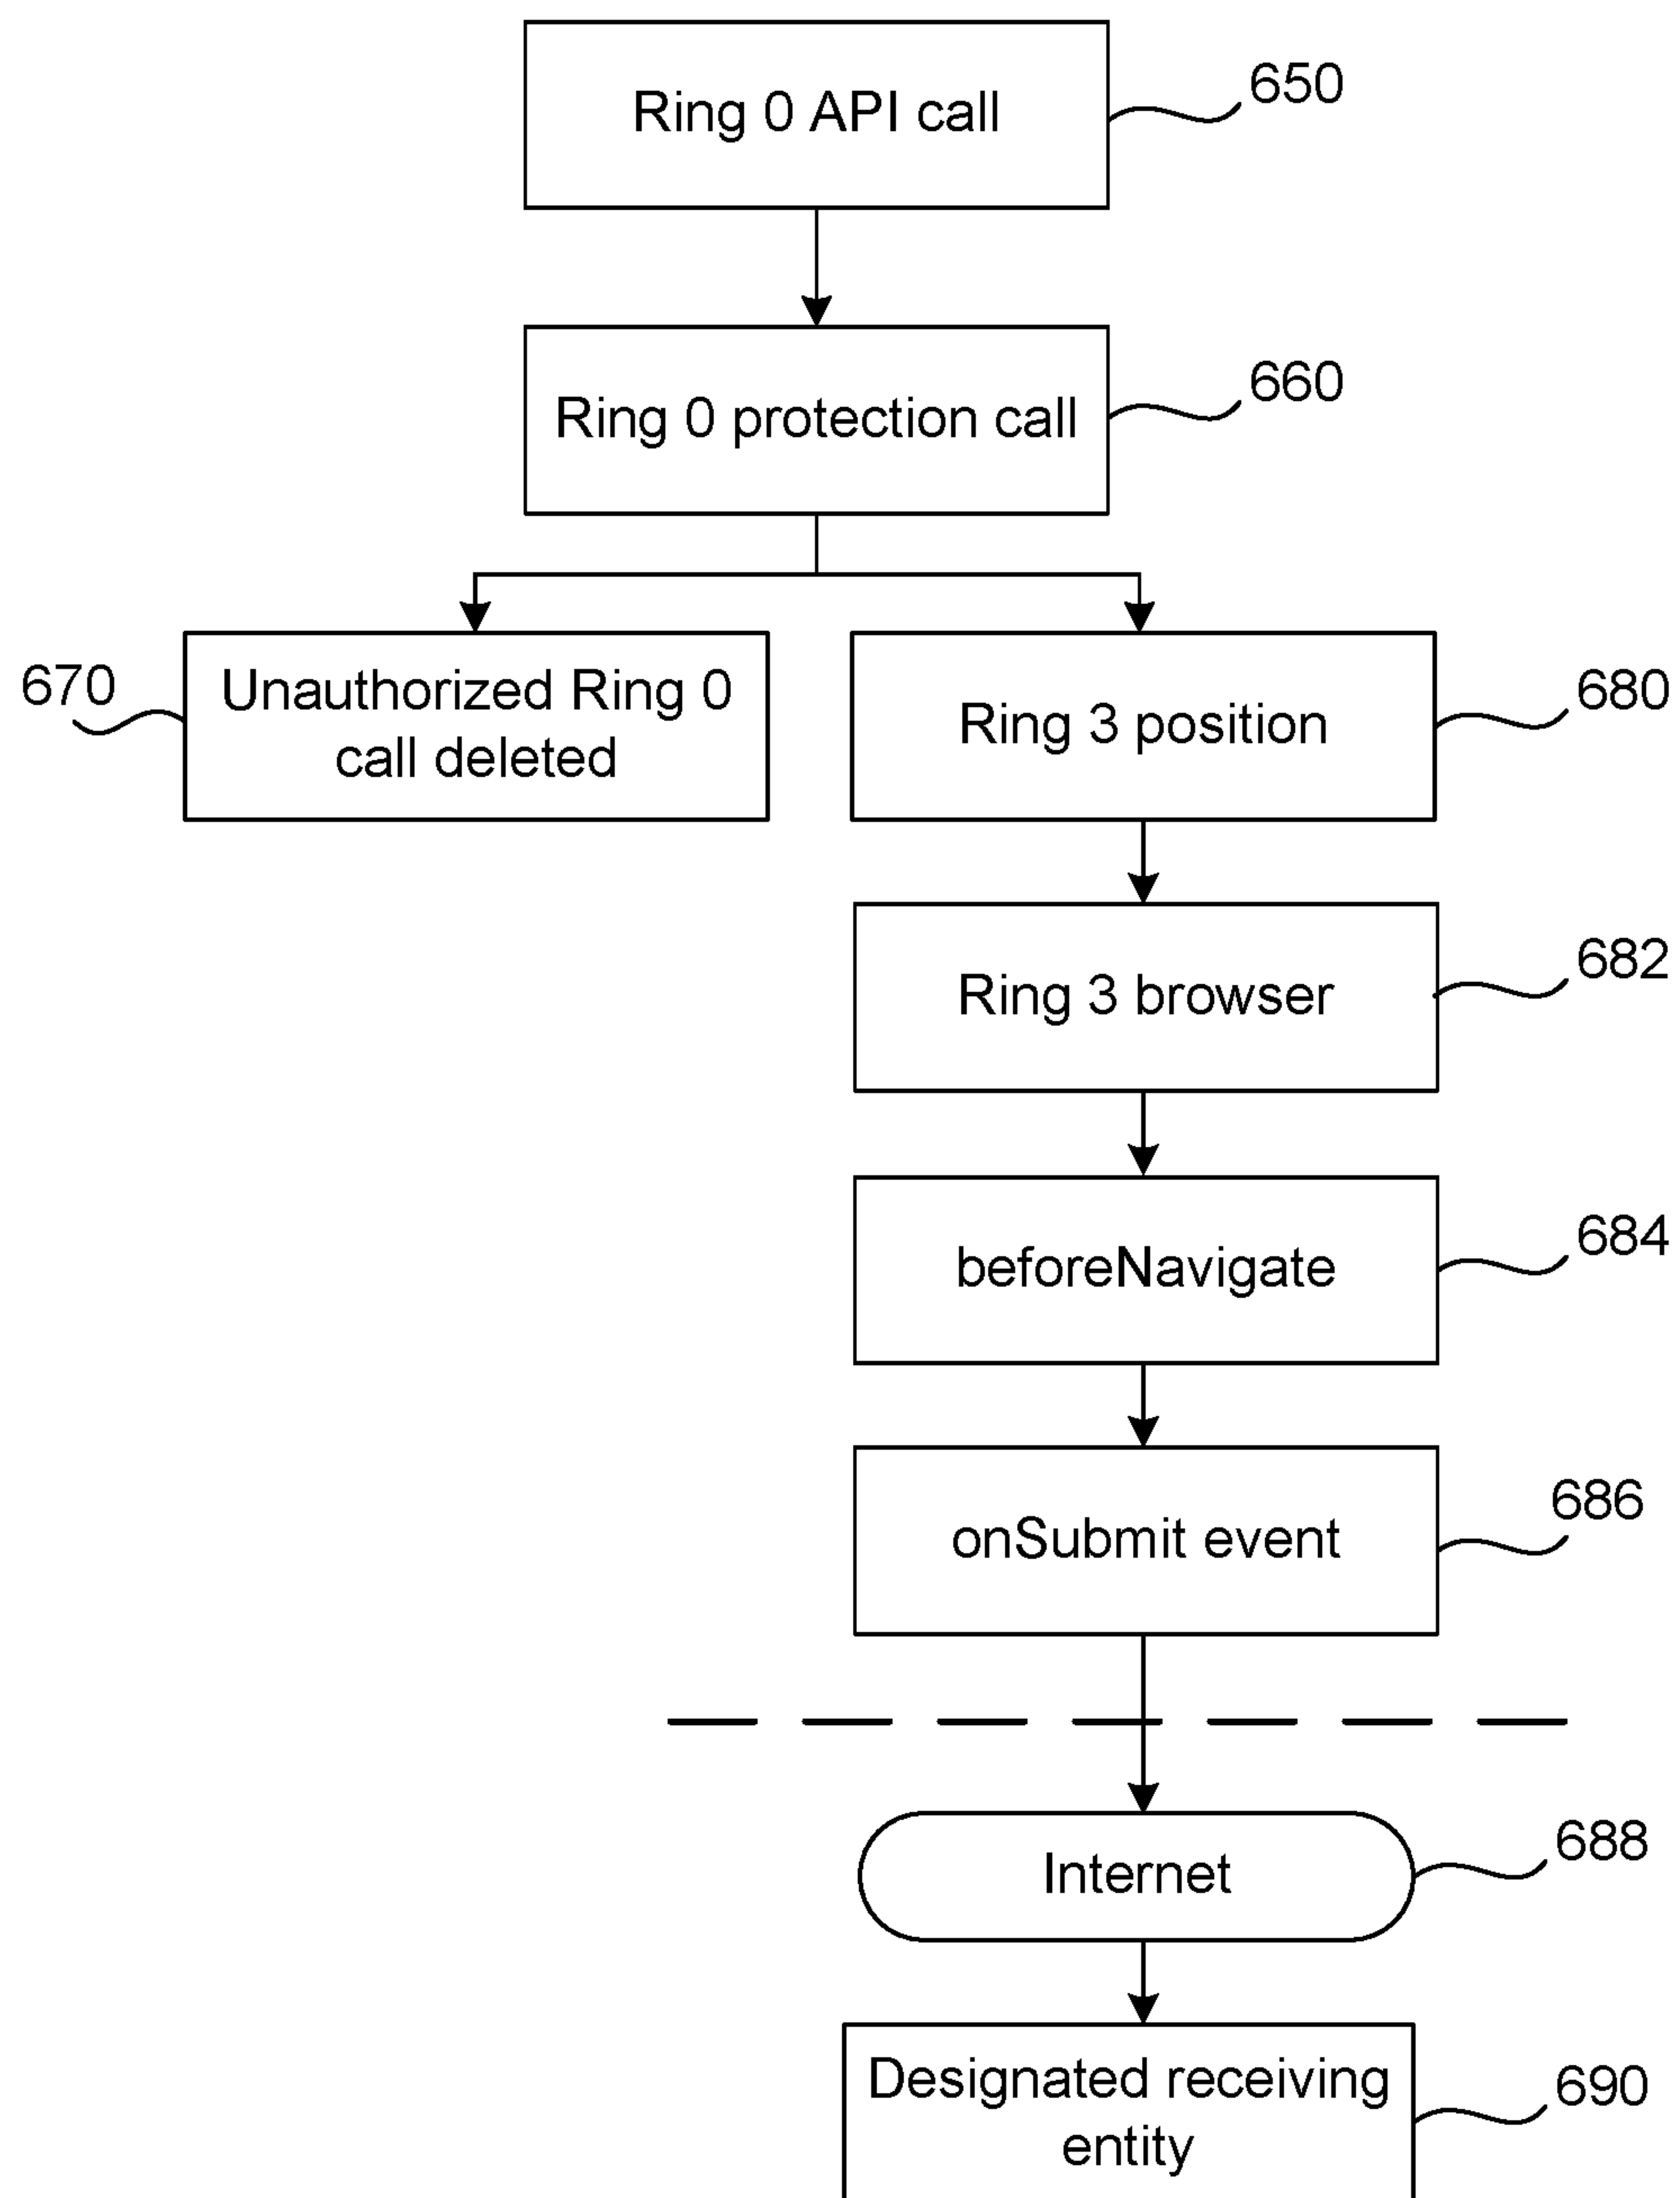 Ring 0 API call
650
Ring 0 protection call
660
670
Unauthorized Ring 0
call deleted
Ring 3 position
680
Ring 3 browser
682
beforeNavigate
684
onSubmit event
686
Internet
688
Designated receiving
entity
690